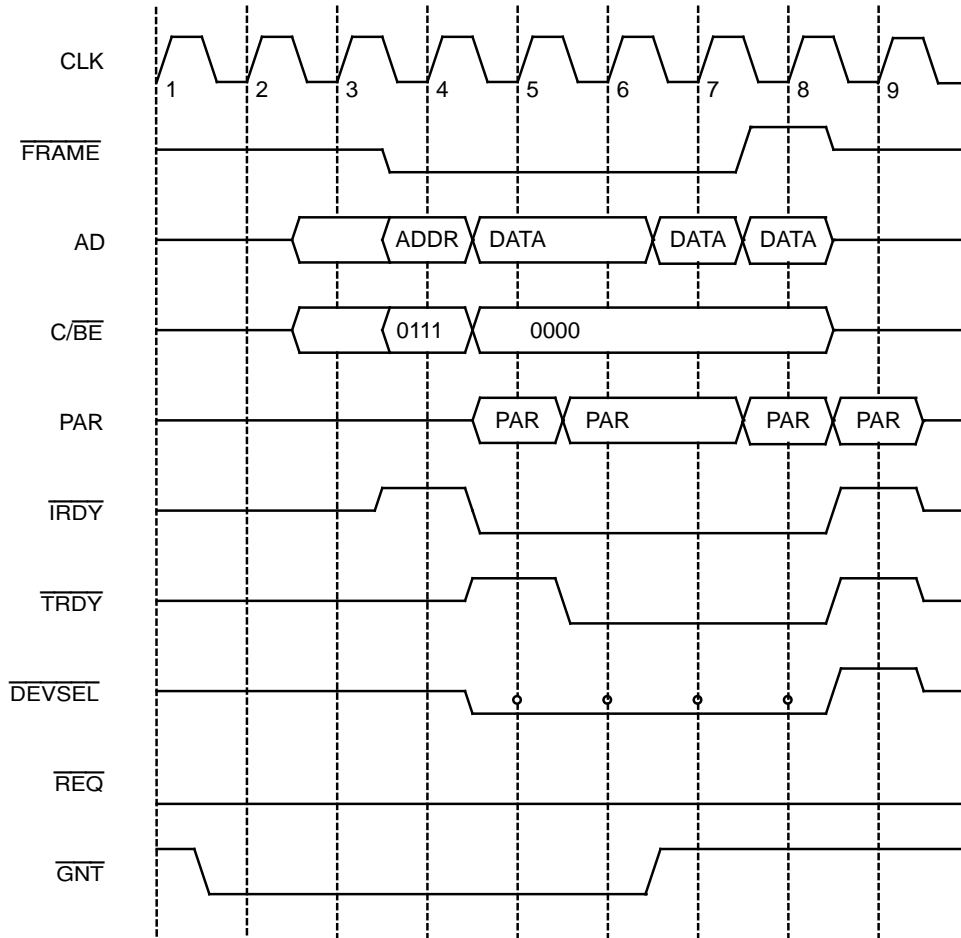 CLK
1 2 3 4 5 6 7 8 9
FRAME
AD
ADDR DATA DATA DATA
C/BE
0111 0000
PAR
PAR PAR PAR PAR
IRDY
TRDY
DEVSEL
REQ
GNT